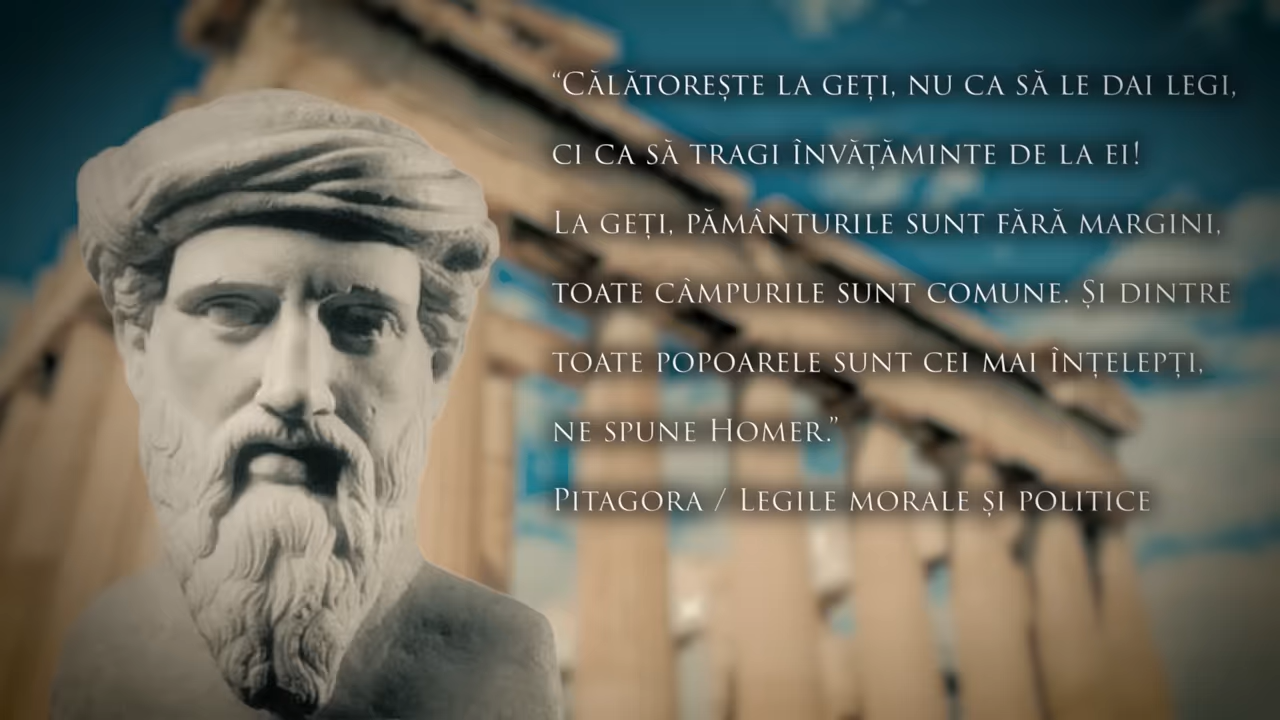 “Călătorește la geți, nu ca să le dai legi,
ci ca să tragi învățăminte de la ei!
La geți, pământurile sunt fără margini,
toate câmpurile sunt comune. Și dintre
toate popoarele sunt cei mai înțelepți,
ne spune Homer.”
Pitagora / Legile morale și politice